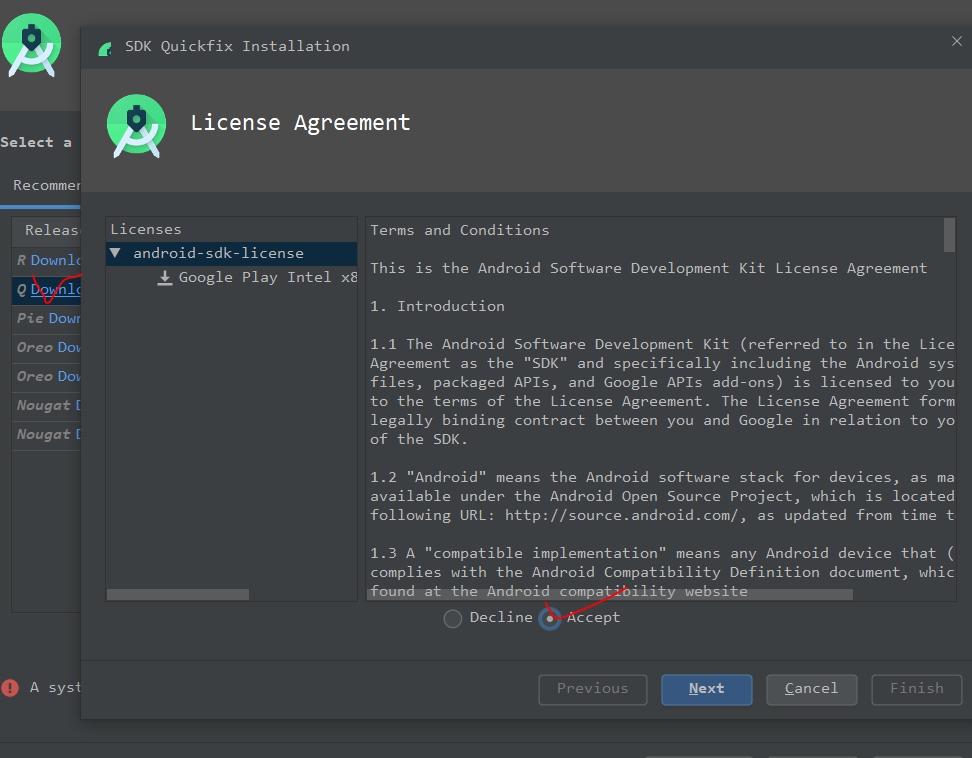 SDK Quickfix Installation
License Agreement
Select a
Recommen
Releas
R Downlo
Q Downlo
Pie Down
Oreo Dow
Oreo Dow
Nougat D
Nougat D
A syst
Licenses
android-sdk-license
Google Play Intel x8
Terms and Conditions
This is the Android Software Development Kit License Agreement
1. Introduction
1.1 The Android Software Development Kit (referred to in the Lice
Agreement as the "SDK" and specifically including the Android sys
files, packaged APIs, and Google APIs add-ons) is licensed to you
to the terms of the License Agreement. The License Agreement form
legally binding contract between you and Google in relation to yo
of the SDK.
1.2 "Android" means the Android software stack for devices, as ma
available under the Android Open Source Project, which is located
following URL: http://source.android.com/, as updated from time t
1.3 A "compatible implementation" means any Android device that (
complies with the Android Compatibility Definition document, whic
found at the Android compatibility website
Decline Accept
Previous Next Cancel Finish